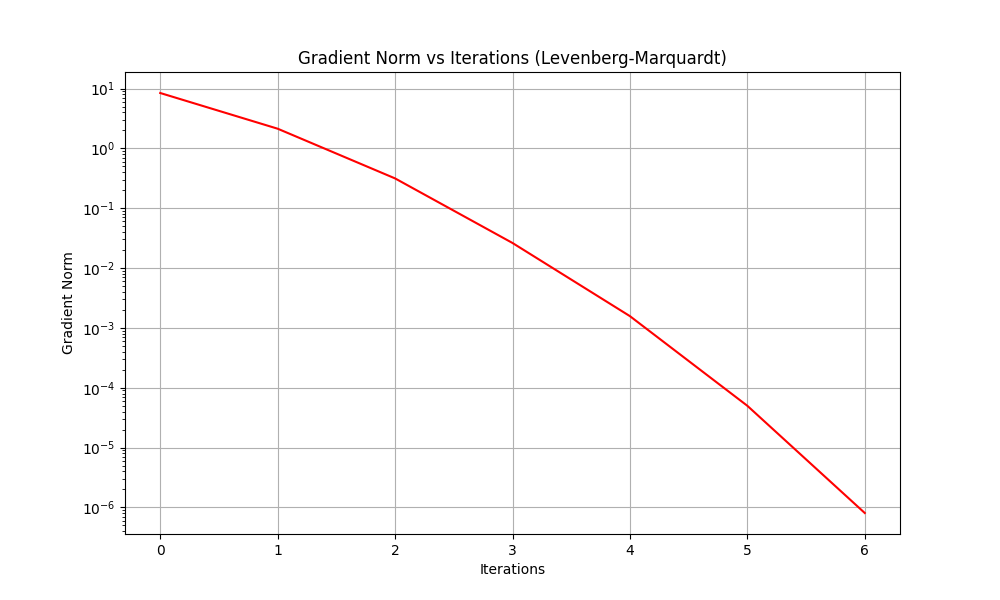 Gradient Norm vs Iterations (Levenberg-Marquardt)
Gradient Norm
10¹
10⁰
10⁻¹
10⁻²
10⁻³
10⁻⁴
10⁻⁵
10⁻⁶
0 1 2 3 4 5 6
Iterations